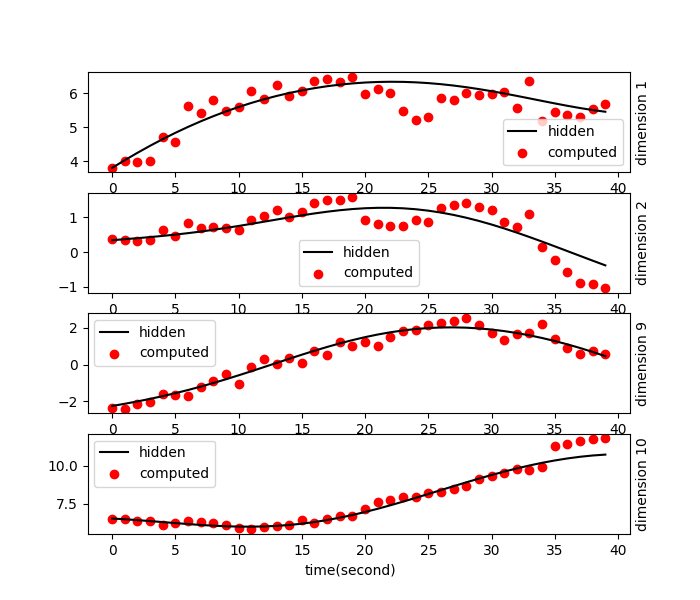 6
5
4
hidden
computed
dimension 1
0 5 10 15 20 25 30 35 40
1
0
−1
hidden
computed
dimension 2
0 5 10 15 20 25 30 35 40
2
0
−2
hidden
computed
dimension 9
0 5 10 15 20 25 30 35 40
10.0
7.5
hidden
computed
dimension 10
0 5 10 15 20 25 30 35 40
time(second)